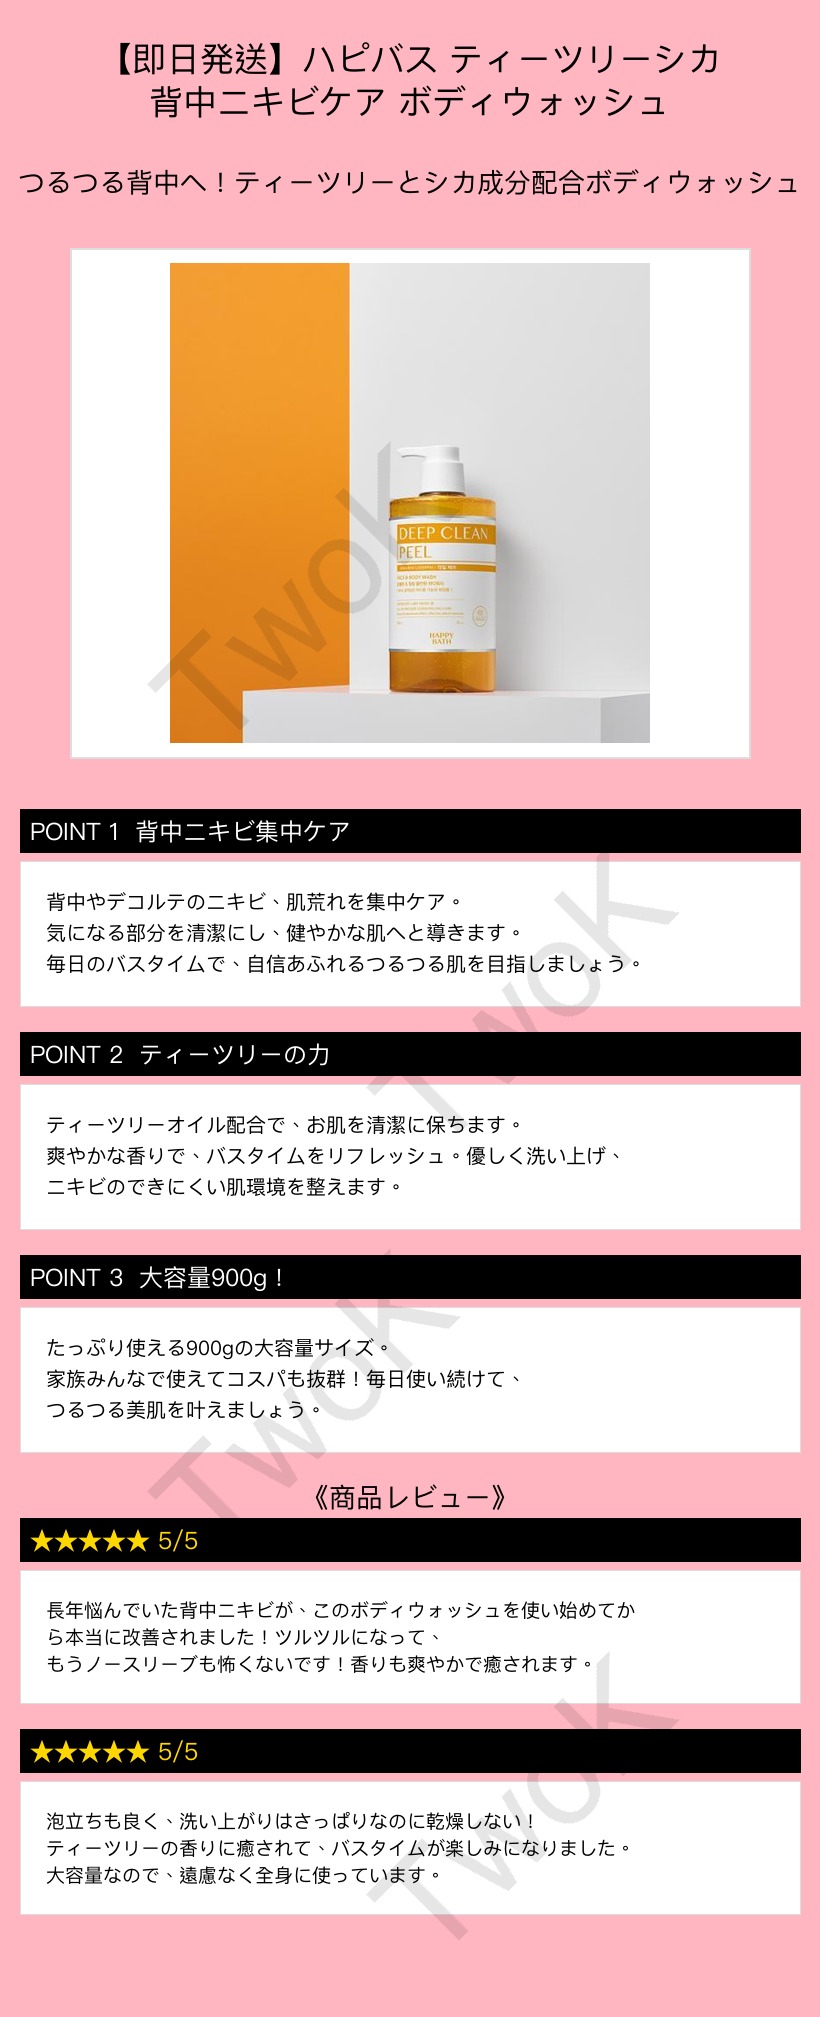 【即日発送】ハピバス ティーツリーシカ
背中ニキビケア ボディウォッシュ
つるつる背中へ！ティーツリーとシカ成分配合ボディウォッシュ
DEEP CLEAN
PEEL
FACE & BODY WASH
HAPPY
BATH
TwoK
POINT 1 背中ニキビ集中ケア
背中やデコルテのニキビ、肌荒れを集中ケア。
気になる部分を清潔にし、健やかな肌へと導きます。
毎日のバスタイムで、自信あふれるつるつる肌を目指しましょう。
TwoK
POINT 2 ティーツリーの力
ティーツリーオイル配合で、お肌を清潔に保ちます。
爽やかな香りで、バスタイムをリフレッシュ。優しく洗い上げ、
ニキビのできにくい肌環境を整えます。
POINT 3 大容量900g！
たっぷり使える900gの大容量サイズ。
家族みんなで使えてコスパも抜群！毎日使い続けて、
つるつる美肌を叶えましょう。
TwoK
《商品レビュー》
★★★★★ 5/5
長年悩んでいた背中ニキビが、このボディウォッシュを使い始めてか
ら本当に改善されました！ツルツルになって、
もうノースリーブも怖くないです！香りも爽やかで癒されます。
★★★★★ 5/5
泡立ちも良く、洗い上がりはさっぱりなのに乾燥しない！
ティーツリーの香りに癒されて、バスタイムが楽しみになりました。
大容量なので、遠慮なく全身に使っています。
TwoK